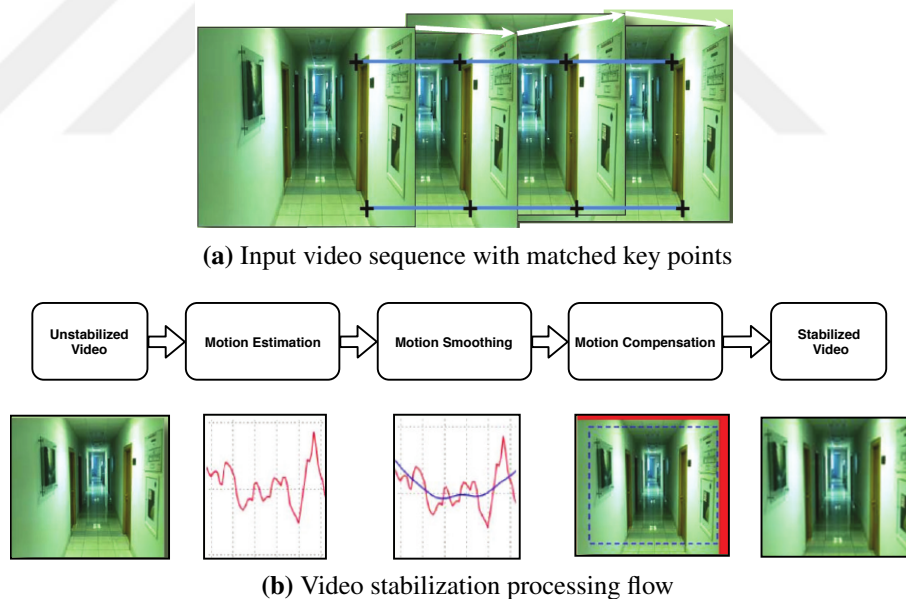 (a) Input video sequence with matched key points
Unstabilized
Video
Motion Estimation
Motion Smoothing
Motion Compensation
Stabilized
Video
(b) Video stabilization processing flow